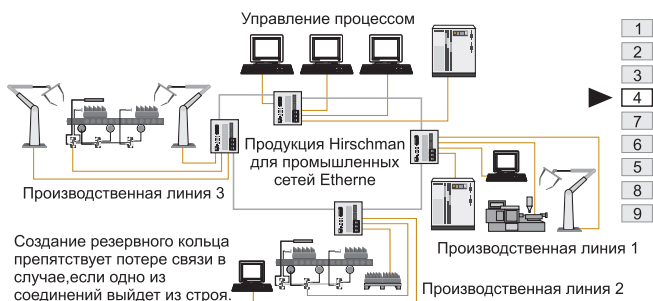 Управление процессом
1
2
3
4
7
6
5
8
9
Продукция Hirschman
для промышленных
сетей Etherne
Производственная линия 3
Производственная линия 1
Создание резервного кольца
препятствует потере связи в
случае,если одно из
соединений выйдет из строя.
Производственная линия 2